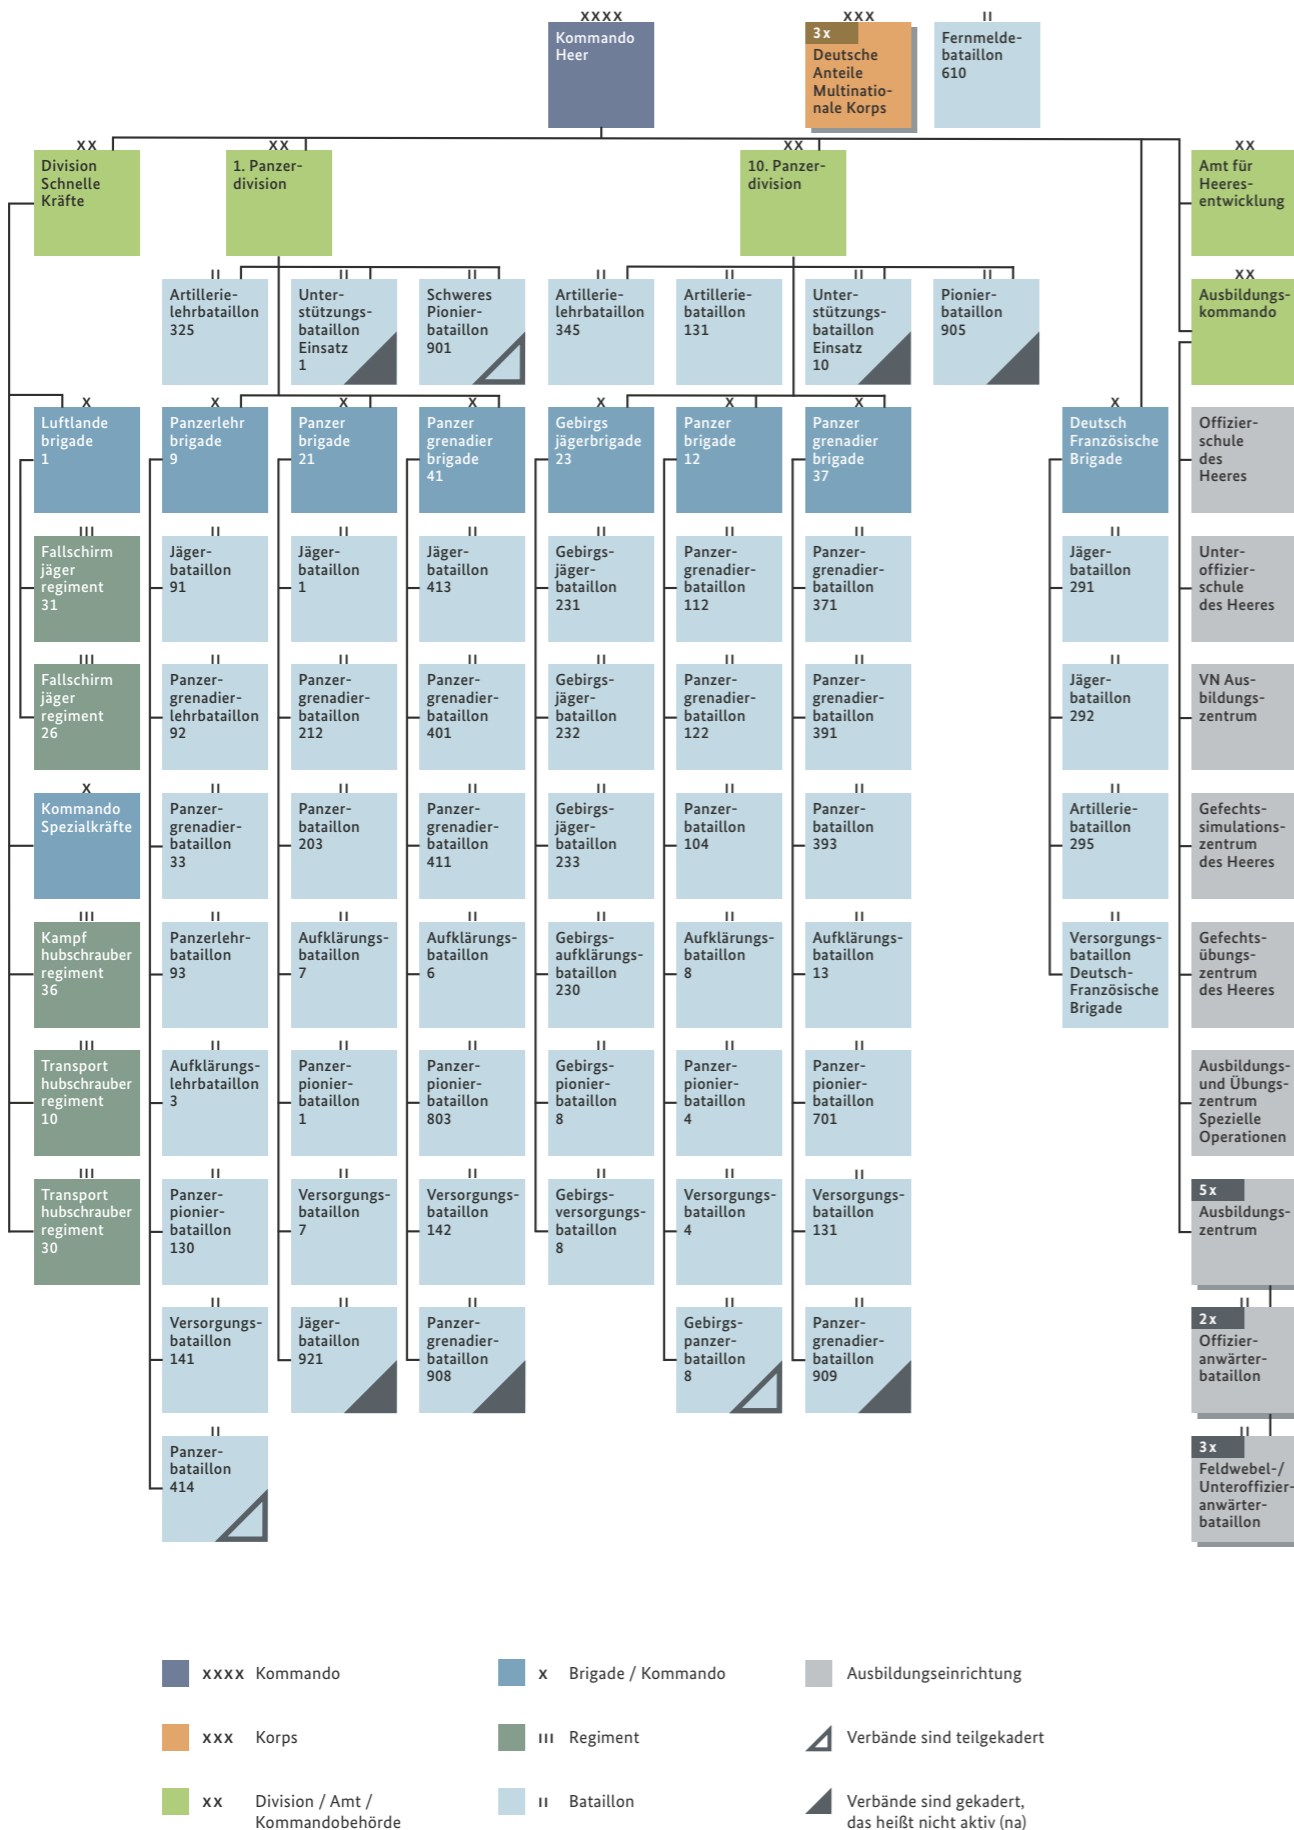 XXXX
Kommando
Heer
XXX
3x
Deutsche
Anteile
Multinatio-
nale Korps
II
Fernmelde-
bataillon
610
XX
Division
Schnelle
Kräfte
XX
1. Panzer-
division
XX
10. Panzer-
division
XX
Amt für
Heeres-
entwicklung
II
Artillerie-
lehrbataillon
325
II
Unter-
stützungs-
bataillon
Einsatz
1
II
Schweres
Pionier-
bataillon
901
II
Artillerie-
lehrbataillon
345
II
Artillerie-
bataillon
131
II
Unter-
stützungs-
bataillon
Einsatz
10
II
Pionier-
bataillon
905
XX
Ausbildungs-
kommando
X
Luftlande
brigade
1
X
Panzerlehr
brigade
9
X
Panzer
brigade
21
X
Panzer
grenadier
brigade
41
X
Gebirgs
jägerbrigade
23
X
Panzer
brigade
12
X
Panzer
grenadier
brigade
37
X
Deutsch
Französische
Brigade
Offizier-
schule
des
Heeres
III
Fallschirm
jäger
regiment
31
II
Jäger-
bataillon
91
II
Jäger-
bataillon
1
II
Jäger-
bataillon
413
II
Gebirgs-
jäger-
bataillon
231
II
Panzer-
grenadier-
bataillon
112
II
Panzer-
grenadier-
bataillon
371
II
Jäger-
bataillon
291
Unter-
offizier-
schule
des Heeres
III
Fallschirm
jäger
regiment
26
II
Panzer-
grenadier-
lehrbataillon
92
II
Panzer-
grenadier-
bataillon
212
II
Panzer-
grenadier-
bataillon
401
II
Gebirgs-
jäger-
bataillon
232
II
Panzer-
grenadier-
bataillon
122
II
Panzer-
grenadier-
bataillon
391
II
Jäger-
bataillon
292
VN Aus-
bildungs-
zentrum
X
Kommando
Spezialkräfte
II
Panzer-
grenadier-
bataillon
33
II
Panzer-
bataillon
203
II
Panzer-
grenadier-
bataillon
411
II
Gebirgs-
jäger-
bataillon
233
II
Panzer-
bataillon
104
II
Panzer-
bataillon
393
II
Artillerie-
bataillon
295
Gefechts-
simulations-
zentrum
des Heeres
III
Kampf
hubschrauber
regiment
36
II
Panzerlehr-
bataillon
93
II
Aufklärungs-
bataillon
7
II
Aufklärungs-
bataillon
6
II
Gebirgs-
aufklärungs-
bataillon
230
II
Aufklärungs-
bataillon
8
II
Aufklärungs-
bataillon
13
II
Versorgungs-
bataillon
Deutsch-
Französische
Brigade
Gefechts-
übungs-
zentrum
des Heeres
III
Transport
hubschrauber
regiment
10
II
Aufklärungs-
lehrbataillon
3
II
Panzer-
pionier-
bataillon
1
II
Panzer-
pionier-
bataillon
803
II
Gebirgs-
pionier-
bataillon
8
II
Panzer-
pionier-
bataillon
4
II
Panzer-
pionier-
bataillon
701
Ausbildungs-
und Übungs-
zentrum
Spezielle
Operationen
III
Transport
hubschrauber
regiment
30
II
Panzer-
pionier-
bataillon
130
II
Versorgungs-
bataillon
7
II
Versorgungs-
bataillon
142
II
Gebirgs-
versorgungs-
bataillon
8
II
Versorgungs-
bataillon
4
II
Versorgungs-
bataillon
131
5x
Ausbildungs-
zentrum
II
Versorgungs-
bataillon
141
II
Jäger-
bataillon
921
II
Panzer-
grenadier-
bataillon
908
II
Gebirgs-
panzer-
bataillon
8
II
Panzer-
grenadier-
bataillon
909
II
2x
Offizier-
anwärter-
bataillon
II
Panzer-
bataillon
414
II
3x
Feldwebel-/
Unteroffizier-
anwärter-
bataillon
XXXX Kommando
X Brigade / Kommando
Ausbildungseinrichtung
XXX Korps
III Regiment
Verbände sind teilgekadert
XX Division / Amt /
Kommandobehörde
II Bataillon
Verbände sind gekadert,
das heißt nicht aktiv (na)